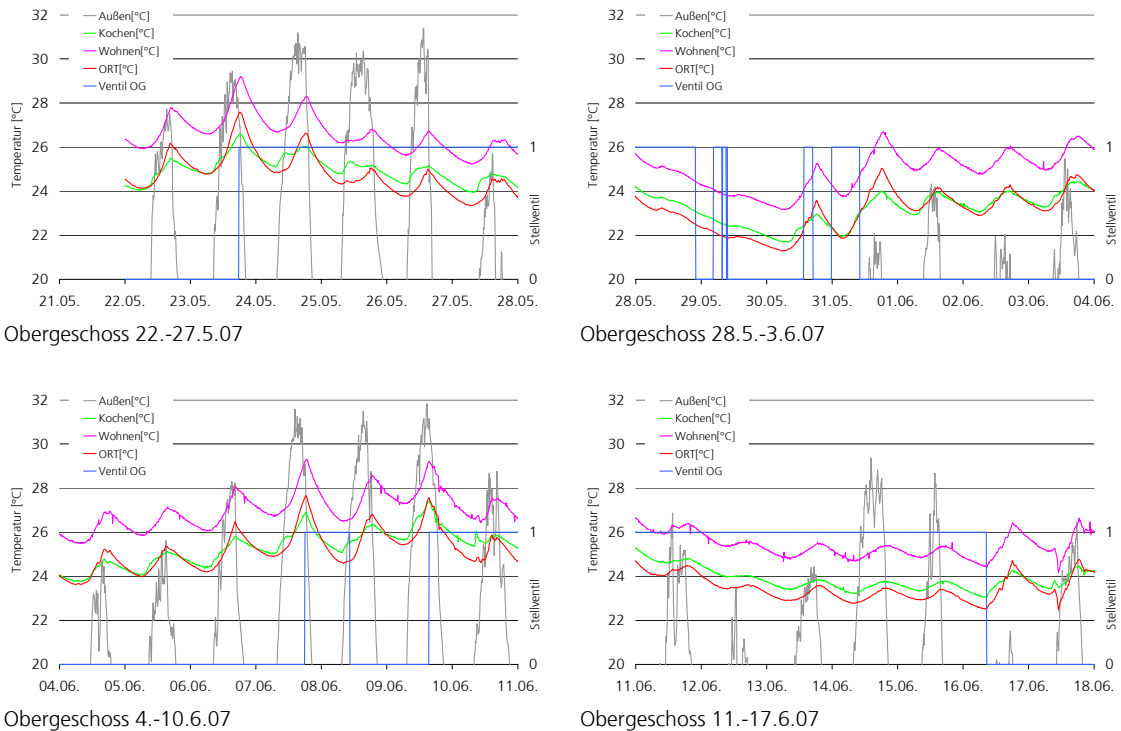 32
30
28
26
24
22
20
Temperatur [°C]
Außen[°C]
Kochen[°C]
Wohnen[°C]
ORT[°C]
Ventil OG
1
0
Stellventil
21.05. 22.05. 23.05. 24.05. 25.05. 26.05. 27.05. 28.05.
Obergeschoss 22.-27.5.07
32
30
28
26
24
22
20
Temperatur [°C]
Außen[°C]
Kochen[°C]
Wohnen[°C]
ORT[°C]
Ventil OG
1
0
Stellventil
28.05. 29.05. 30.05. 31.05. 01.06. 02.06. 03.06. 04.06.
Obergeschoss 28.5.-3.6.07
32
30
28
26
24
22
20
Temperatur [°C]
Außen[°C]
Kochen[°C]
Wohnen[°C]
ORT[°C]
Ventil OG
1
0
Stellventil
04.06. 05.06. 06.06. 07.06. 08.06. 09.06. 10.06. 11.06.
Obergeschoss 4.-10.6.07
32
30
28
26
24
22
20
Temperatur [°C]
Außen[°C]
Kochen[°C]
Wohnen[°C]
ORT[°C]
Ventil OG
1
0
Stellventil
11.06. 12.06. 13.06. 14.06. 15.06. 16.06. 17.06. 18.06.
Obergeschoss 11.-17.6.07